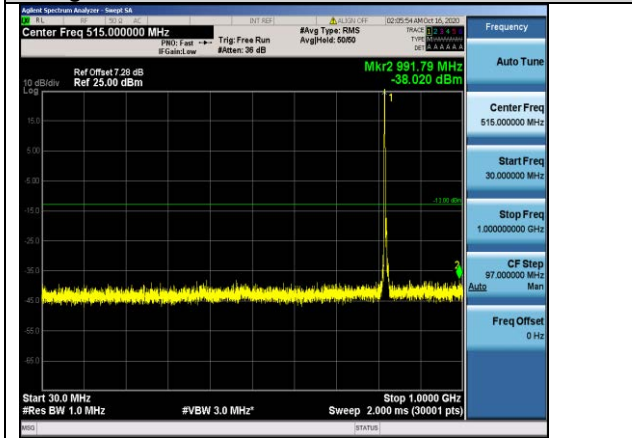 Agilent Spectrum Analyzer - Swept SA
RL RF 50 Ω AC INT REF ALIGN OFF 02:05:54 AM Oct 16, 2020
Center Freq 515.000000 MHz
PNO: Fast
IFGain:Low
Trig: Free Run
#Atten: 36 dB
#Avg Type: RMS
Avg|Hold: 50/50
TRACE 1 2 3 4 5 6
TYPE
DET A A A A A A
Frequency
Ref Offset 7.28 dB
10 dB/div Ref 25.00 dBm
Log
Mkr2 991.79 MHz
-38.020 dBm
Auto Tune
1
15.0
5.00
-5.00
-13.00 dBm
-15.0
-25.0
-35.0
2
-45.0
-55.0
-65.0
Center Freq
515.000000 MHz
Start Freq
30.000000 MHz
Stop Freq
1.000000000 GHz
CF Step
97.000000 MHz
Auto Man
Freq Offset
0 Hz
Start 30.0 MHz Stop 1.0000 GHz
#Res BW 1.0 MHz #VBW 3.0 MHz* Sweep 2.000 ms (30001 pts)
MSG STATUS